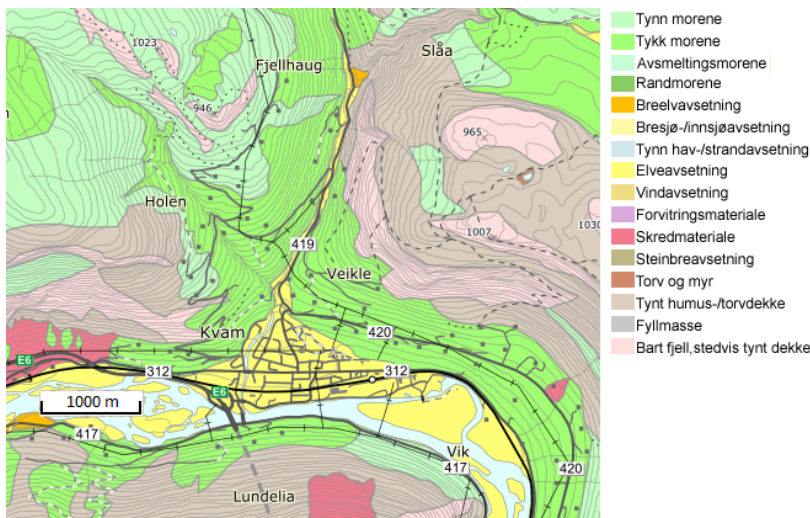 1023
Fjellhaug
Slåa
946
965
Holen
419
1007
1030
Veikle
Kvam
420
E6
312
312
E6
1000 m
417
Vik
417
420
Lundelia
Tynn morene
Tykk morene
Avsmeltingsmorene
Randmorene
Breelvavsetning
Bresjø-/innsjøavsetning
Tynn hav-/strandavsetning
Elveavsetning
Vindavsetning
Forvitringsmateriale
Skredmateriale
Steinbreavsetning
Torv og myr
Tynt humus-/torvdekke
Fyllmasse
Bart fjell,stedvis tynt dekke